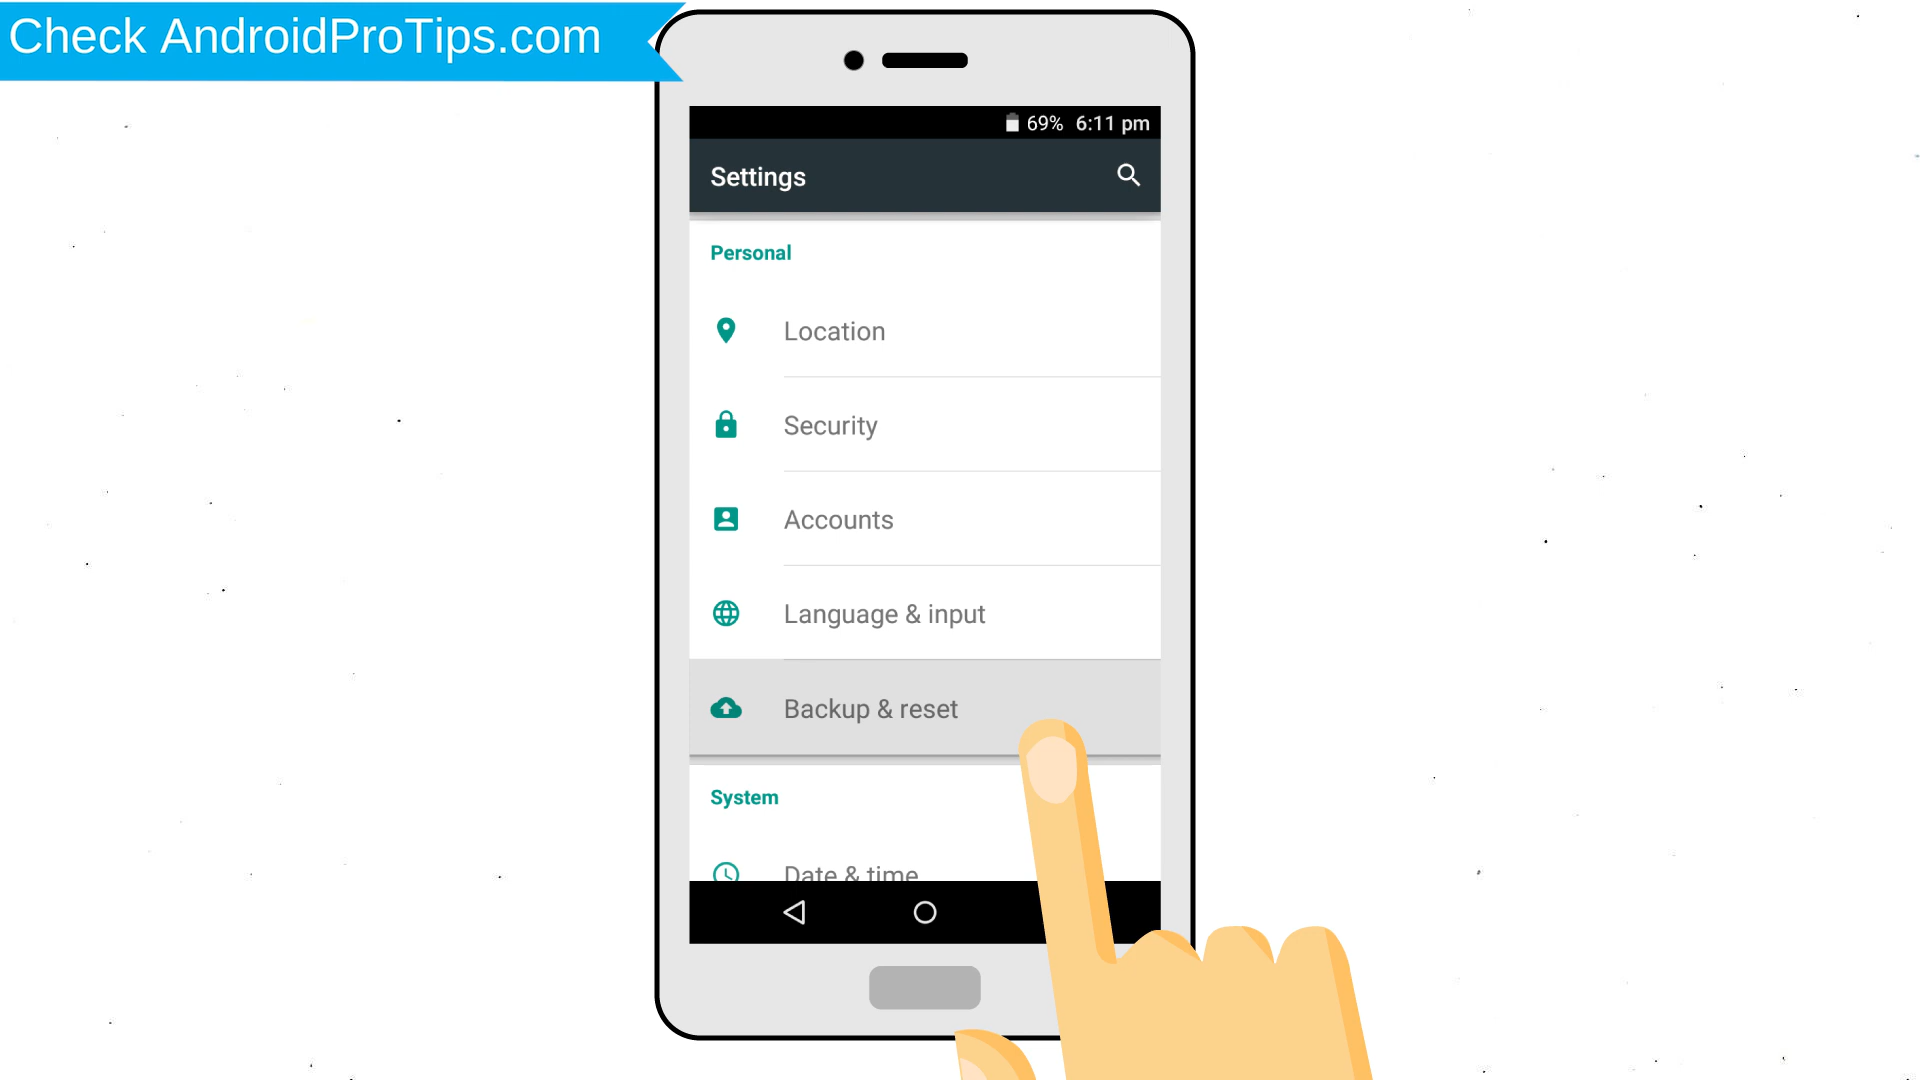 Check AndroidProTips.com
69% 6:11 pm
Settings
Personal
Location
Security
Accounts
Language & input
Backup & reset
System
Date & time